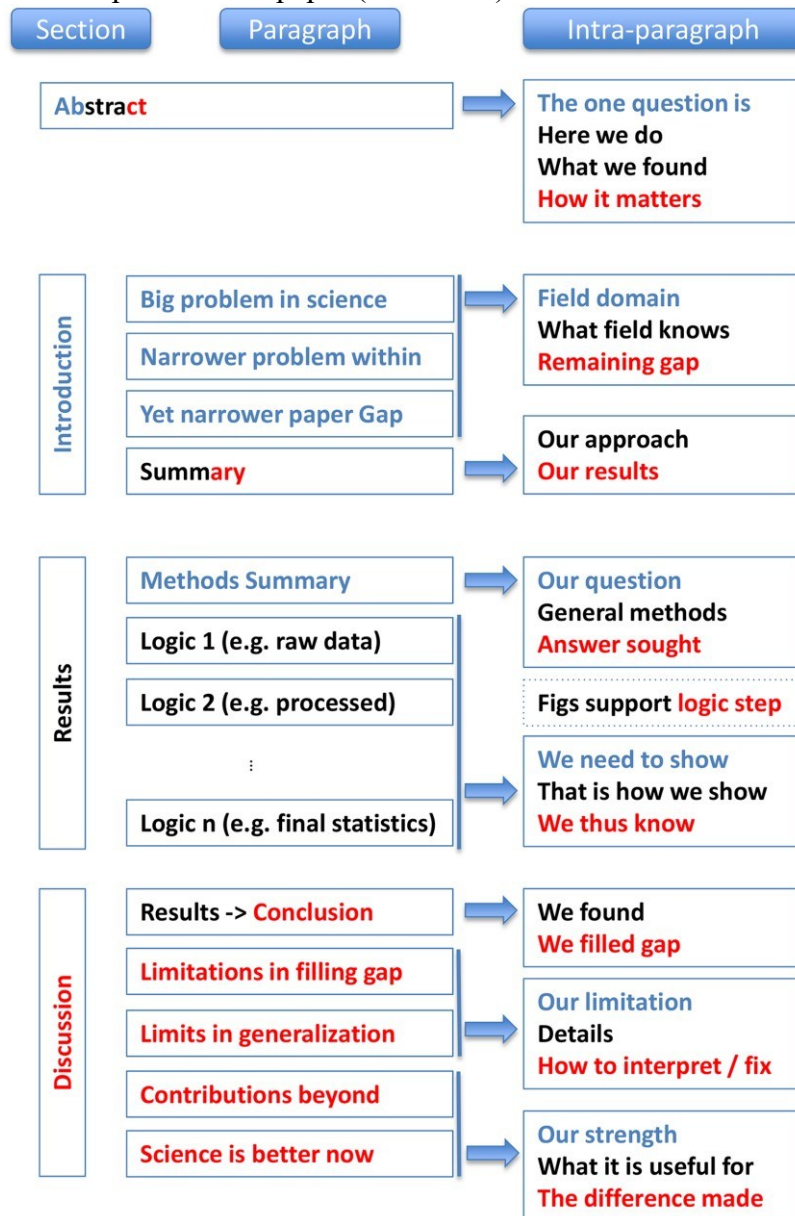 Section
Paragraph
Intra-paragraph
Abstract
The one question is
Here we do
What we found
How it matters
Introduction
Big problem in science
Narrower problem within
Yet narrower paper Gap
Summary
Field domain
What field knows
Remaining gap
Our approach
Our results
Results
Methods Summary
Logic 1 (e.g. raw data)
Logic 2 (e.g. processed)
...
Logic n (e.g. final statistics)
Our question
General methods
Answer sought
Figs support logic step
We need to show
That is how we show
We thus know
Discussion
Results -> Conclusion
Limitations in filling gap
Limits in generalization
Contributions beyond
Science is better now
We found
We filled gap
Our limitation
Details
How to interpret / fix
Our strength
What it is useful for
The difference made